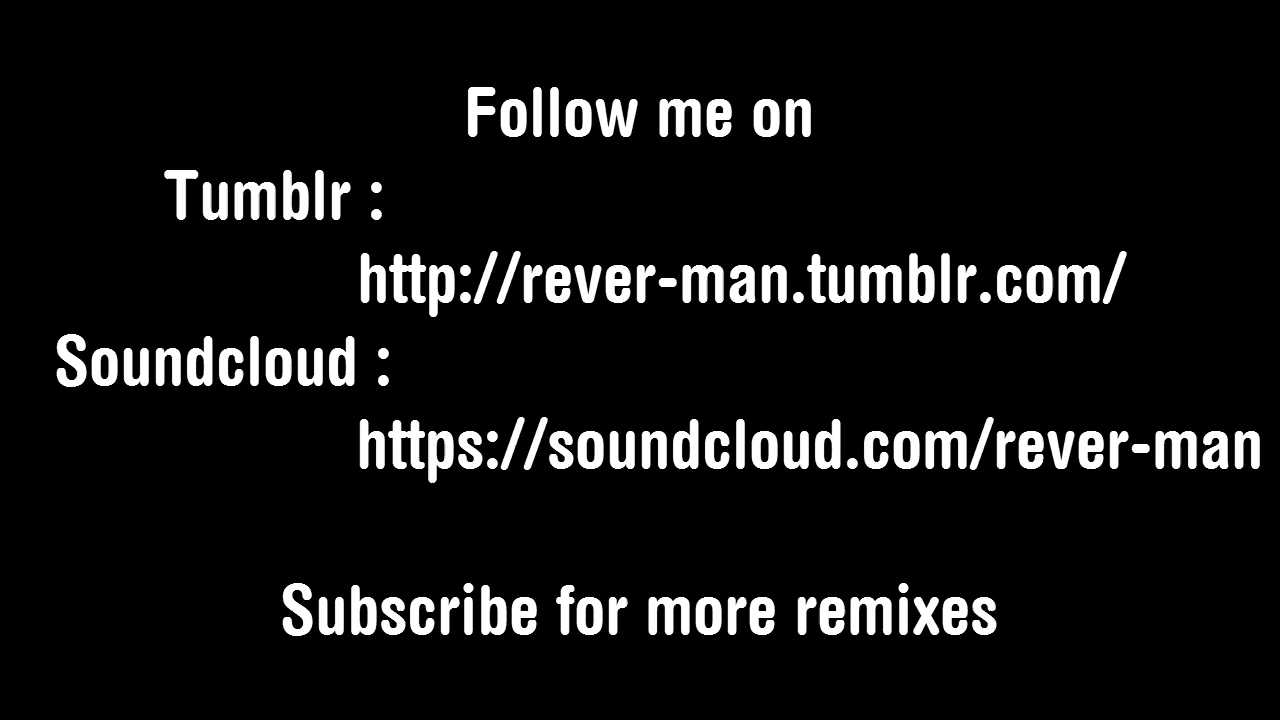 Follow me on
Tumblr :
http://rever-man.tumblr.com/
Soundcloud :
https://soundcloud.com/rever-man
Subscribe for more remixes